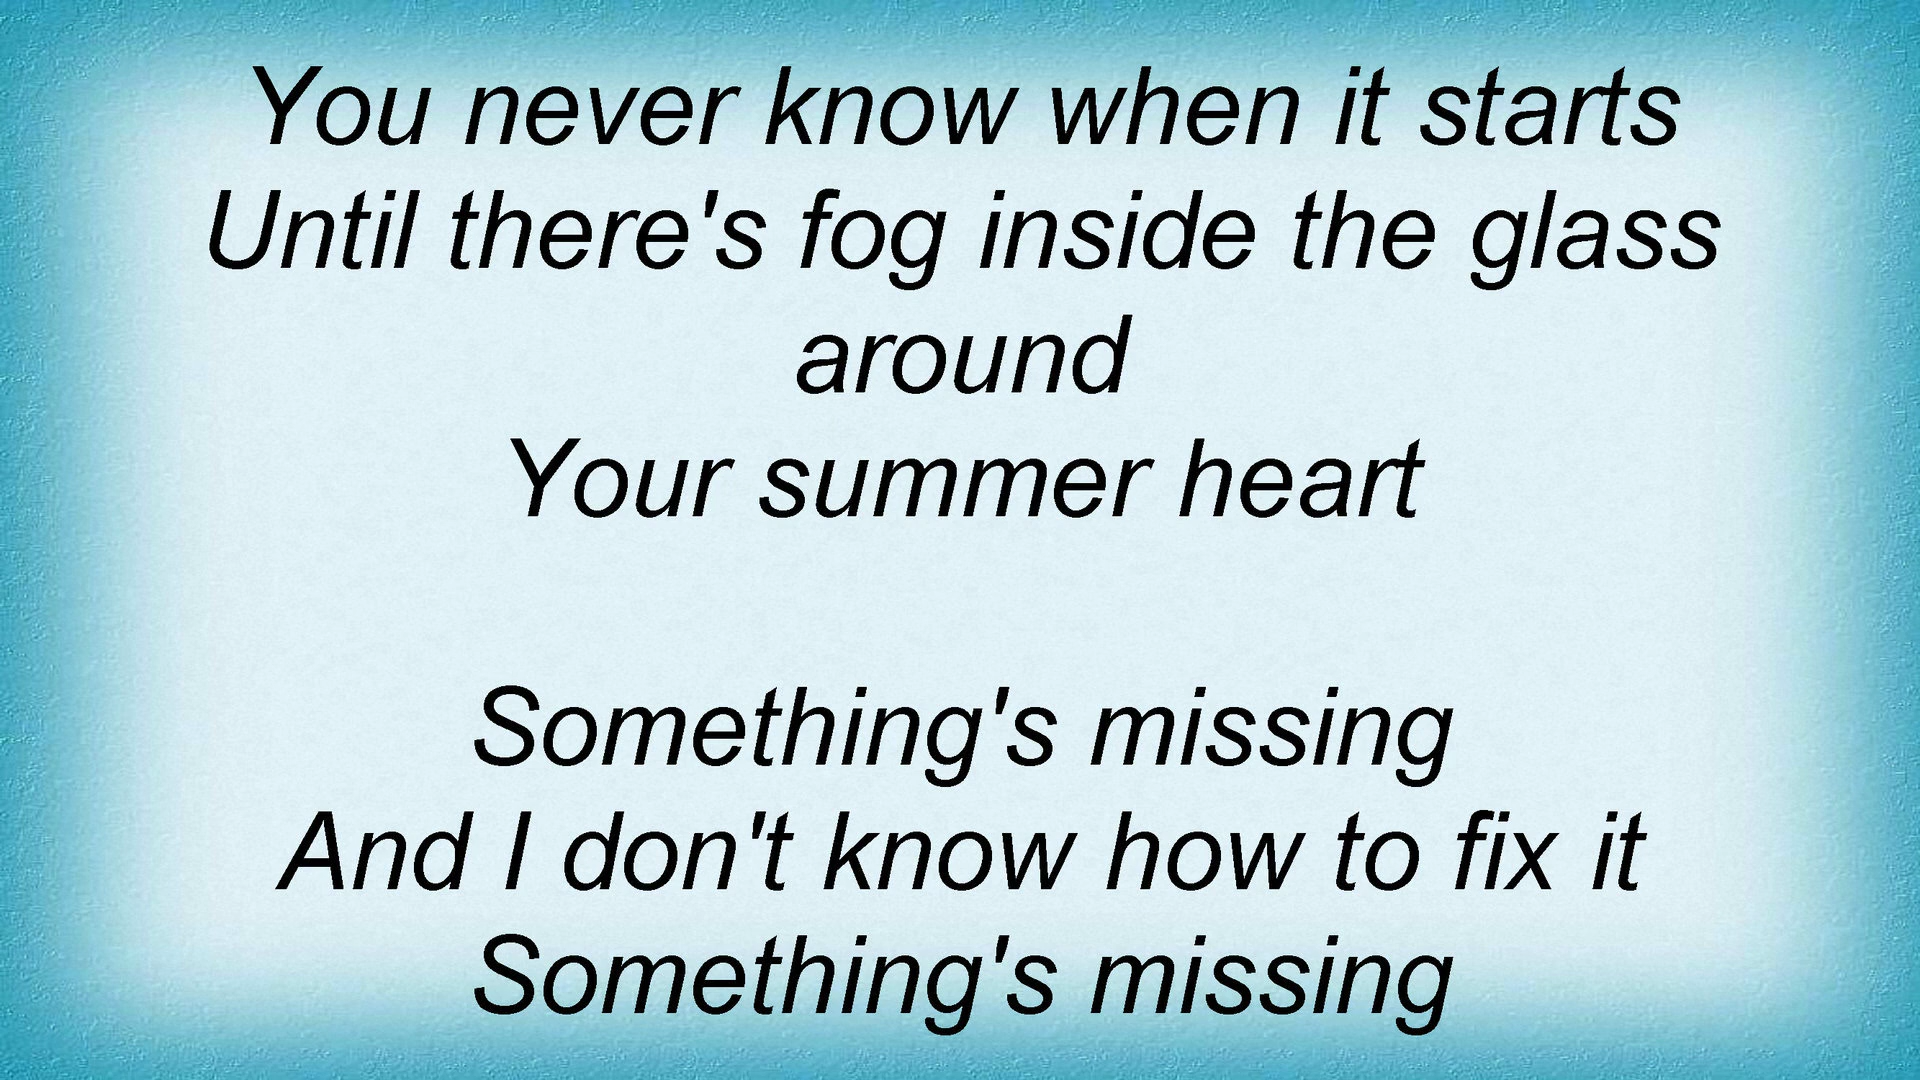 You never know when it starts
Until there's fog inside the glass
around
Your summer heart
Something's missing
And I don't know how to fix it
Something's missing